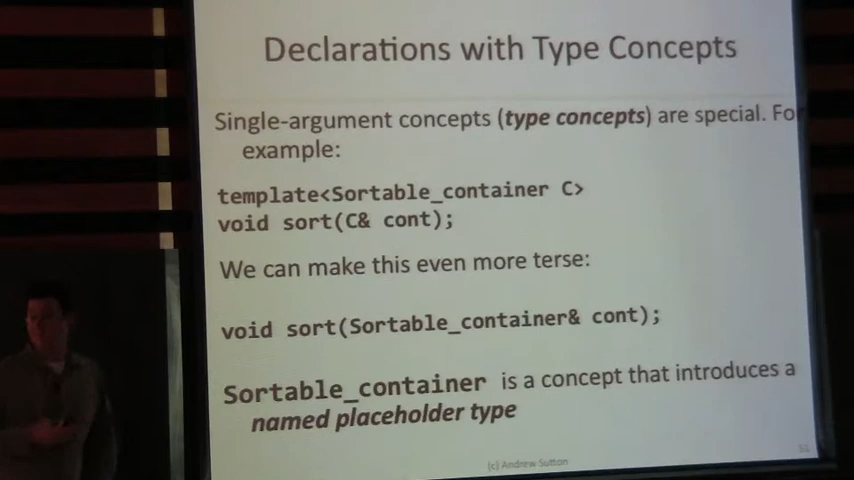 Declarations with Type Concepts
Single-argument concepts (type concepts) are special. For
example:
template<Sortable_container C>
void sort(C& cont);
We can make this even more terse:
void sort(Sortable_container& cont);
Sortable_container is a concept that introduces a
named placeholder type
(c) Andrew Sutton